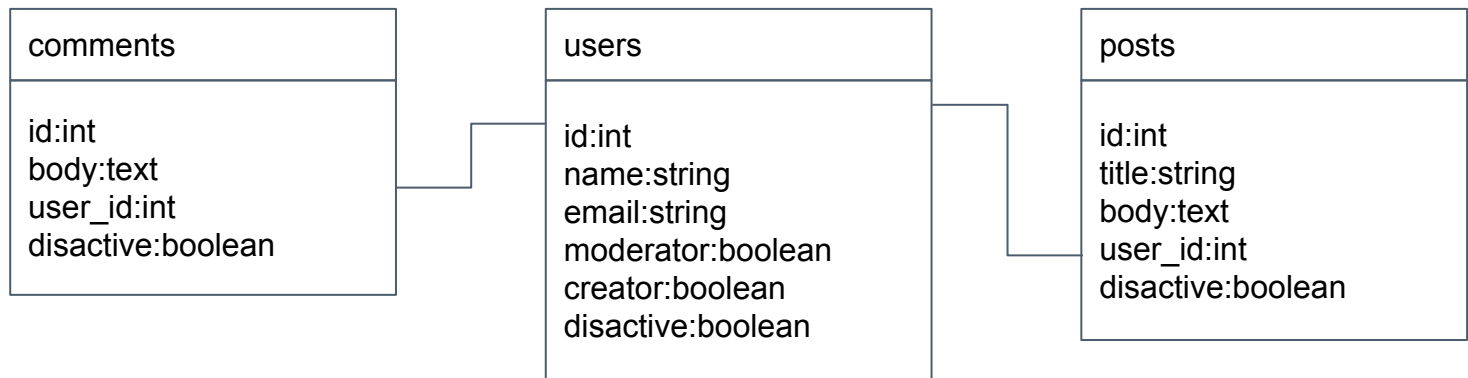 comments
id:int
body:text
user_id:int
disactive:boolean
users
id:int
name:string
email:string
moderator:boolean
creator:boolean
disactive:boolean
posts
id:int
title:string
body:text
user_id:int
disactive:boolean